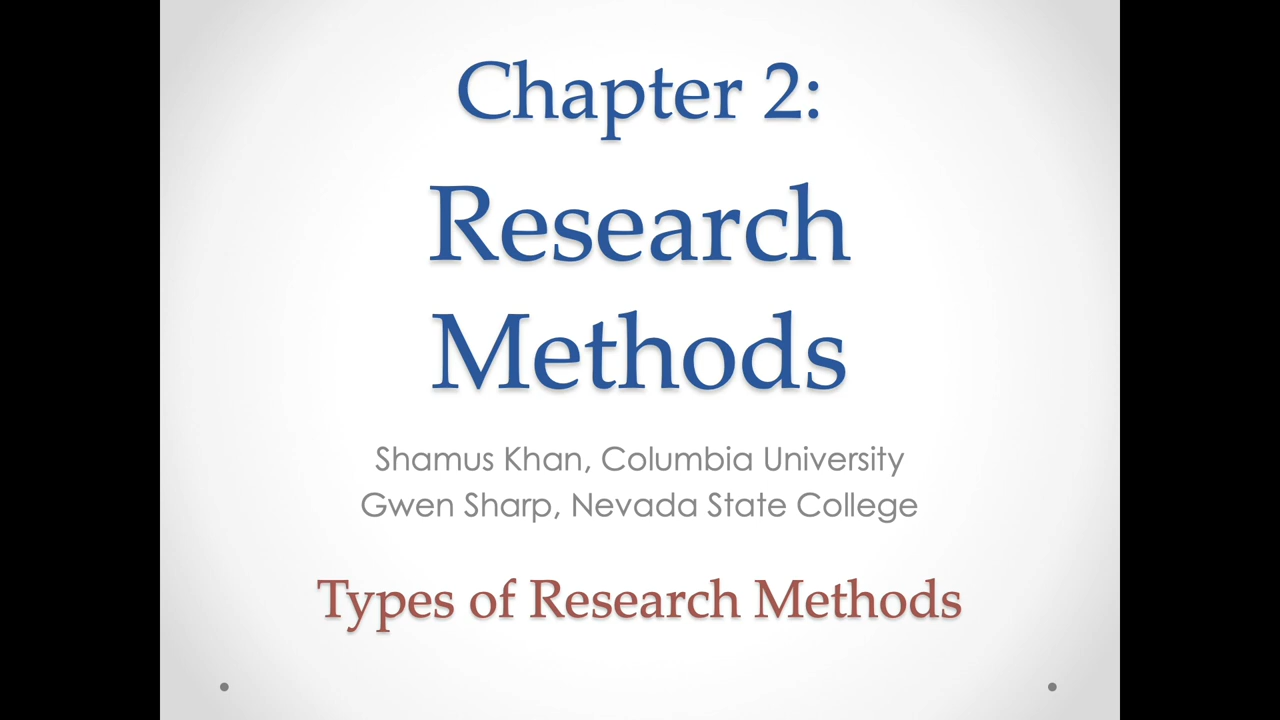 Chapter 2:
Research
Methods
Shamus Khan, Columbia University
Gwen Sharp, Nevada State College
Types of Research Methods